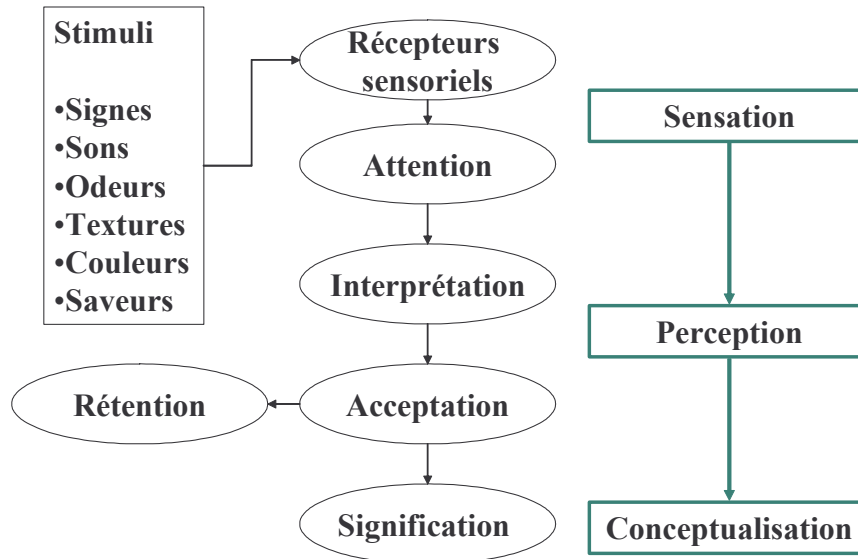 Stimuli
•Signes
•Sons
•Odeurs
•Textures
•Couleurs
•Saveurs
Récepteurs
sensoriels
Attention
Interprétation
Acceptation
Rétention
Signification
Sensation
Perception
Conceptualisation